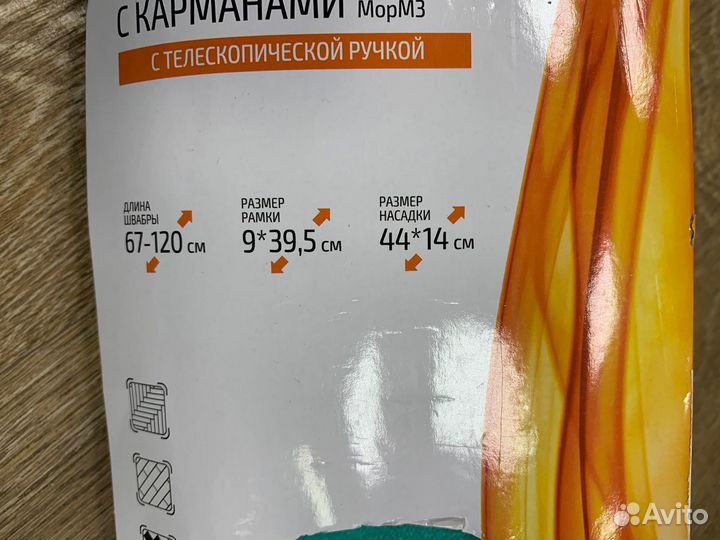 С КАРМАНАМИ МорМ3
С ТЕЛЕСКОПИЧЕСКОЙ РУЧКОЙ
ДЛИНА
ШВАБРЫ
67-120 см
РАЗМЕР
РАМКИ
9*39,5 см
РАЗМЕР
НАСАДКИ
44*14 см
Avito